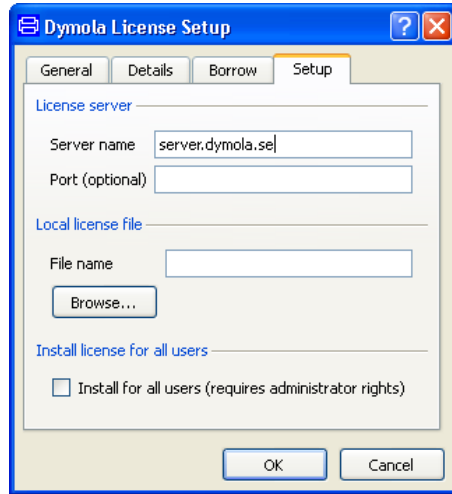 Dymola License Setup
General Details Borrow Setup
License server
Server name server.dymola.se
Port (optional)
Local license file
File name
Browse...
Install license for all users
Install for all users (requires administrator rights)
OK Cancel